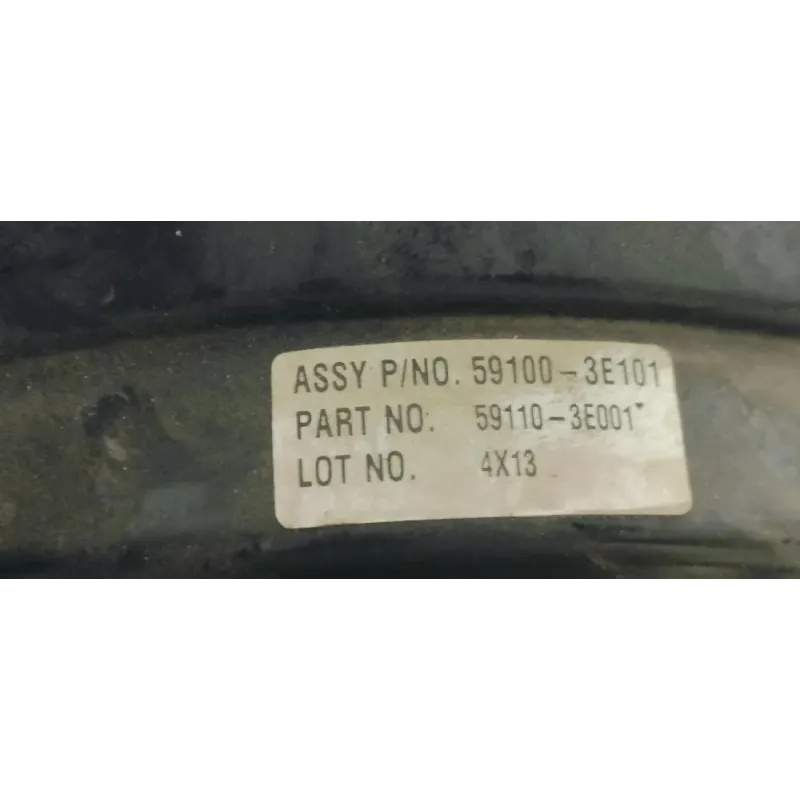 ASSY P/NO. 59100-3E101
PART NO. 59110-3E001
LOT NO. 4X13